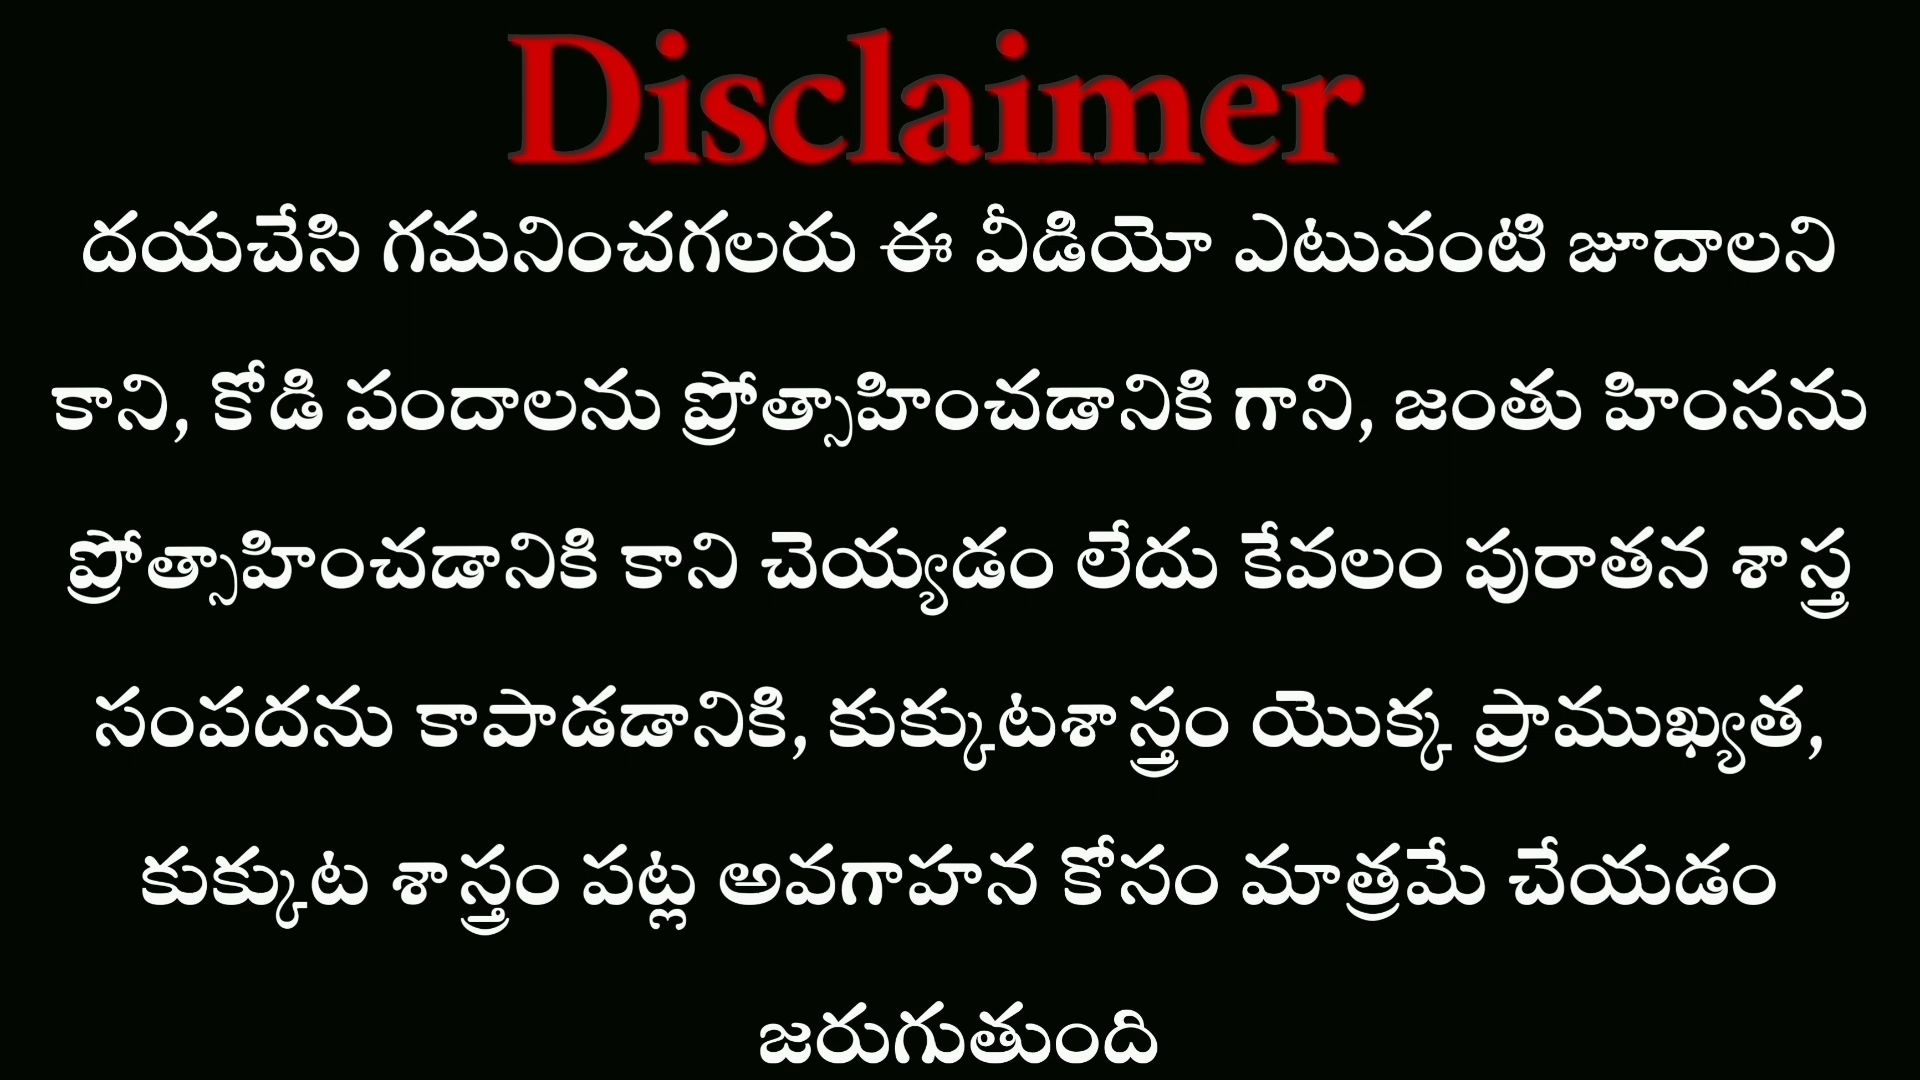 Disclaimer
దయచేసి గమనించగలరు ఈ వీడియో ఎటువంటి జూదాలని
కాని, కోడి పందాలను ప్రోత్సాహించడానికి గాని, జంతు హింసను
ప్రోత్సాహించడానికి కాని చెయ్యడం లేదు కేవలం పురాతన శాస్త్ర
సంపదను కాపాడడానికి, కుక్కుటశాస్త్రం యొక్క ప్రాముఖ్యత,
కుక్కుట శాస్త్రం పట్ల అవగాహన కోసం మాత్రమే చేయడం
జరుగుతుంది